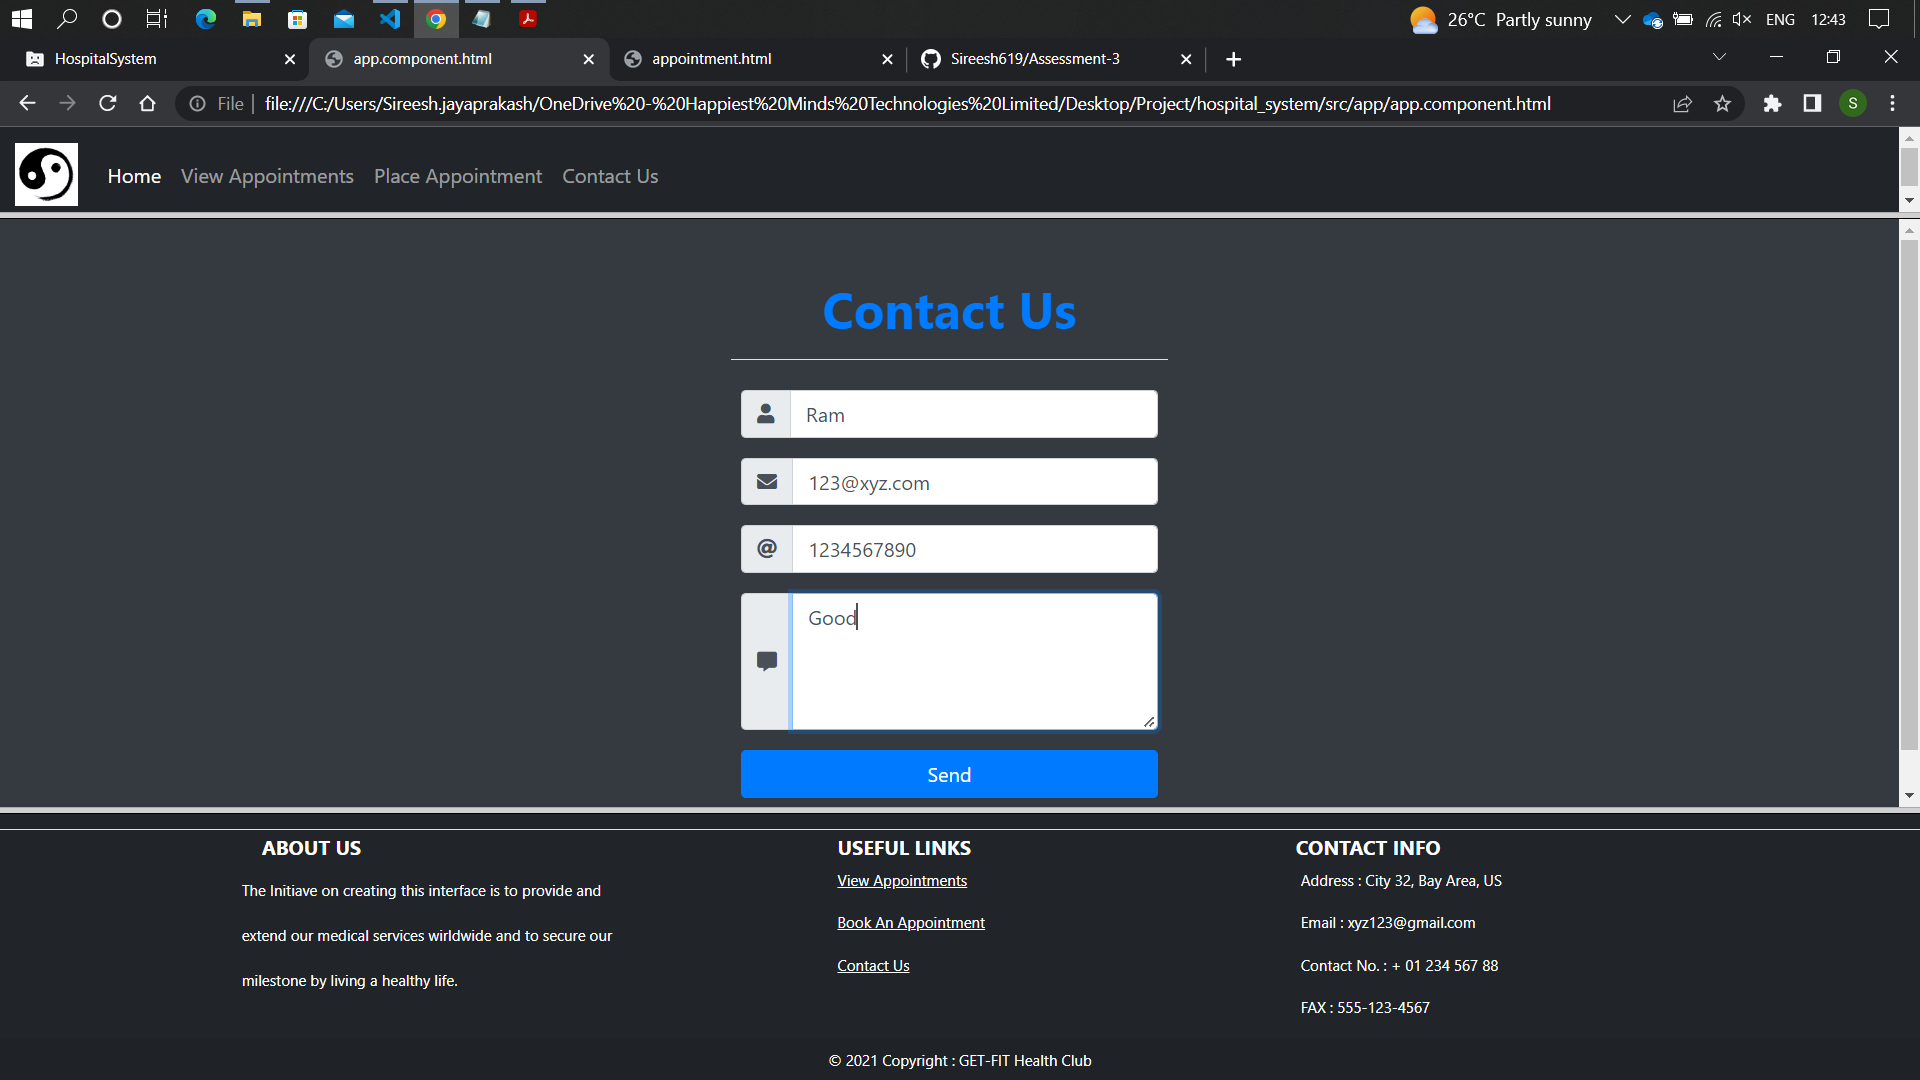 26°C Partly sunny
ENG 12:43
HospitalSystem
app.component.html
appointment.html
Sireesh619/Assessment-3
File
file:///C:/Users/Sireesh.jayaprakash/OneDrive%20-%20Happiest%20Minds%20Technologies%20Limited/Desktop/Project/hospital_system/src/app/app.component.html
S
Home View Appointments Place Appointment Contact Us
Contact Us
Ram
123@xyz.com
@ 1234567890
Good
Send
ABOUT US
The Initiave on creating this interface is to provide and
extend our medical services wirldwide and to secure our
milestone by living a healthy life.
USEFUL LINKS
View Appointments
Book An Appointment
Contact Us
CONTACT INFO
Address : City 32, Bay Area, US
Email : xyz123@gmail.com
Contact No. : + 01 234 567 88
FAX : 555-123-4567
© 2021 Copyright : GET-FIT Health Club